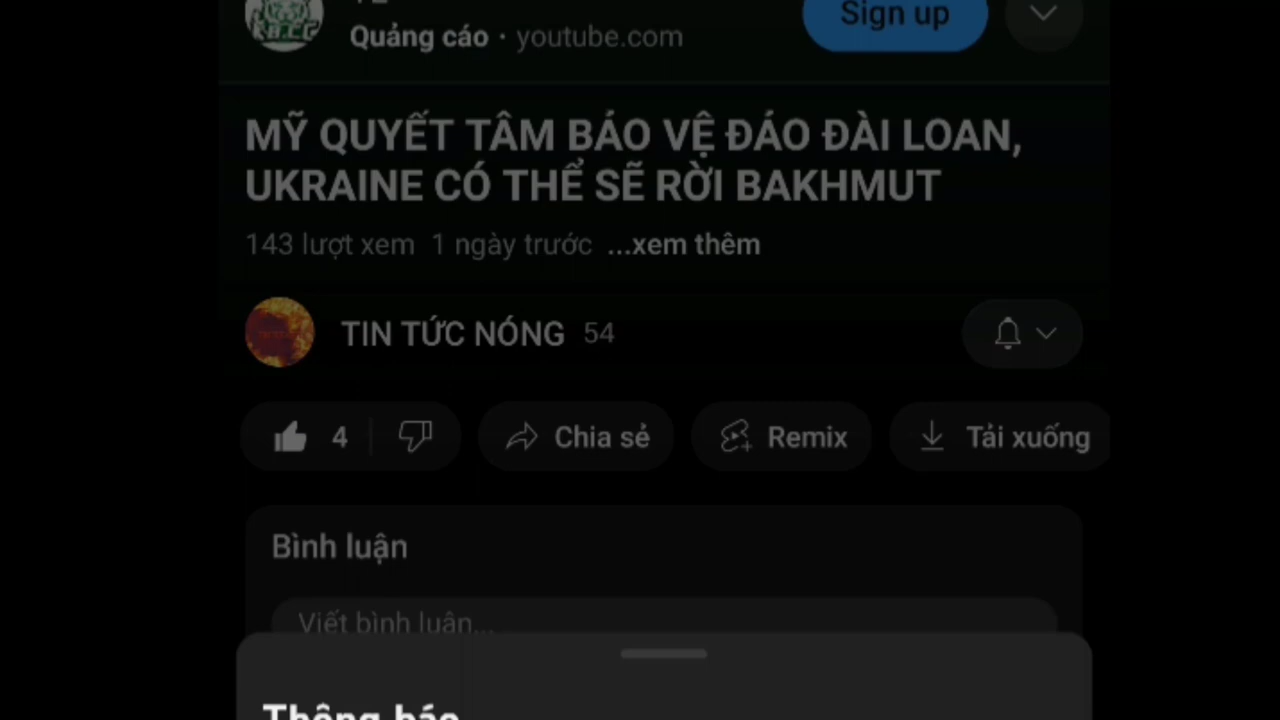 Sign up
Quảng cáo · youtube.com
MỸ QUYẾT TÂM BẢO VỆ ĐẢO ĐÀI LOAN,
UKRAINE CÓ THỂ SẼ RỜI BAKHMUT
143 lượt xem 1 ngày trước ...xem thêm
TIN TỨC NÓNG 54
4 Chia sẻ Remix Tải xuống
Bình luận
Viết bình luận...
Thông báo